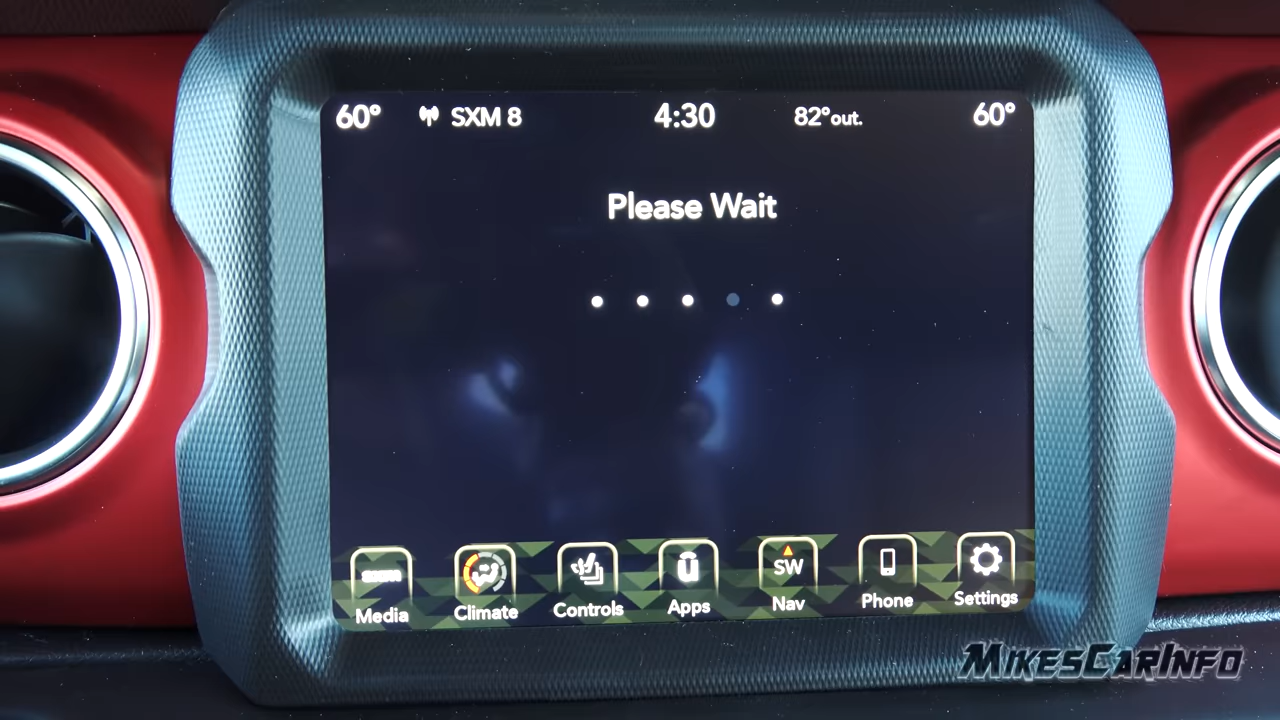 60° SXM 8 4:30 82°out. 60°
Please Wait
SW
Media Climate Controls Apps Nav Phone Settings
MIKESCARINFO